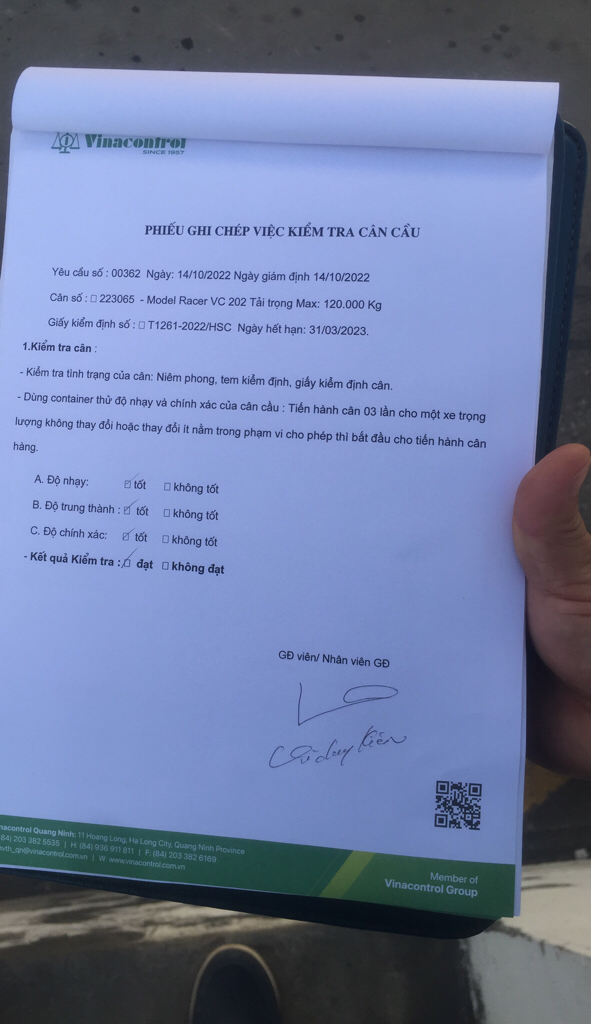 Vinacontrol
SINCE 1957
PHIẾU GHI CHÉP VIỆC KIỂM TRA CÂN CẦU
Yêu cầu số : 00362 Ngày: 14/10/2022 Ngày giám định 14/10/2022
Cân số : □ 223065 - Model Racer VC 202 Tải trọng Max: 120.000 Kg
Giấy kiểm định số : □ T1261-2022/HSC Ngày hết hạn: 31/03/2023.
1.Kiểm tra cân :
- Kiểm tra tình trạng của cân: Niêm phong, tem kiểm định, giấy kiểm định cân.
- Dùng container thử độ nhạy và chính xác của cân cầu : Tiến hành cân 03 lần cho một xe trọng
lượng không thay đổi hoặc thay đổi ít nằm trong phạm vi cho phép thì bắt đầu cho tiến hành cân
hàng.
A. Độ nhạy: ☑ tốt □ không tốt
B. Độ trung thành : ☑ tốt □ không tốt
C. Độ chính xác: ☑ tốt □ không tốt
- Kết quả Kiểm tra : ☑ đạt □ không đạt
GĐ viên/ Nhân viên GĐ
duy Kiên
nacontrol Quang Ninh: 11 Hoang Long, Ha Long City, Quang Ninh Province
84) 203 382 5535 | H: (84) 936 911 811 | F: (84) 203 382 6169
vth_qn@vinacontrol.com.vn | W: www.vinacontrol.com.vn
Member of
Vinacontrol Group